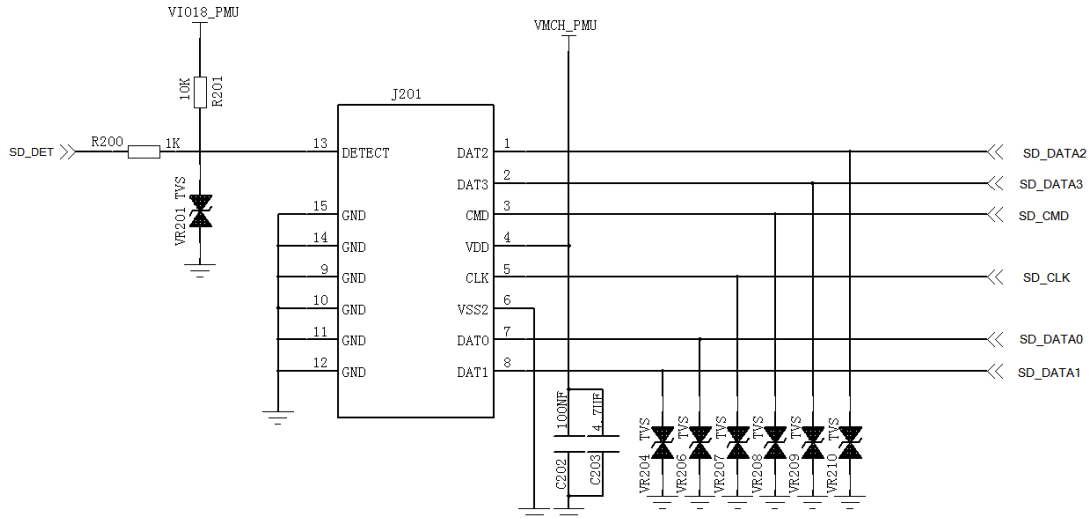 VIO18_PMU
VMCH_PMU
10K
R201
J201
SD_DET
R200
1K
13
DETECT
DAT2
1
SD_DATA2
DAT3
2
SD_DATA3
VR201
TVS
15
GND
CMD
3
SD_CMD
14
GND
VDD
4
9
GND
CLK
5
SD_CLK
10
GND
VSS2
6
11
GND
DAT0
7
SD_DATA0
12
GND
DAT1
8
SD_DATA1
100NF
C202
4.7UF
C203
VR204
TVS
VR206
TVS
VR207
TVS
VR208
TVS
VR209
TVS
VR210
TVS